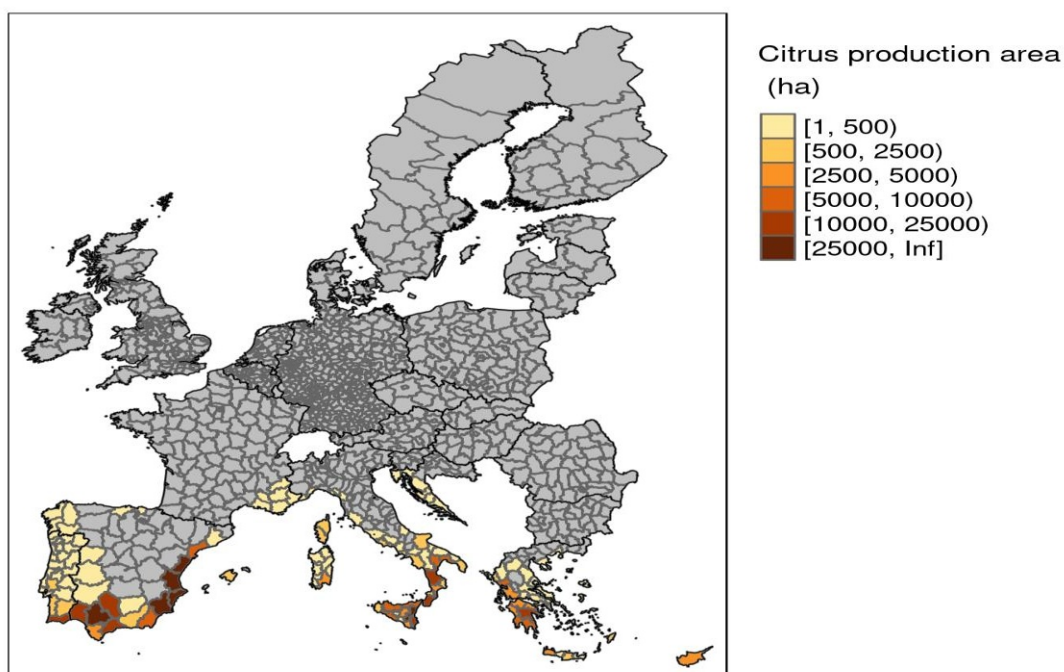 Citrus production area
(ha)
[1, 500)
[500, 2500)
[2500, 5000)
[5000, 10000)
[10000, 25000)
[25000, Inf]